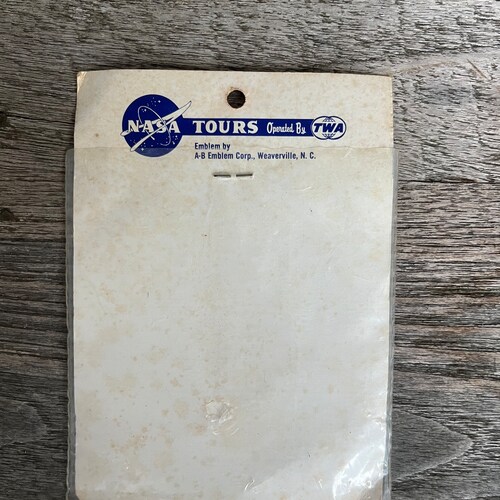 NASA TOURS Operated By TWA
Emblem by
A-B Emblem Corp., Weaverville, N. C.